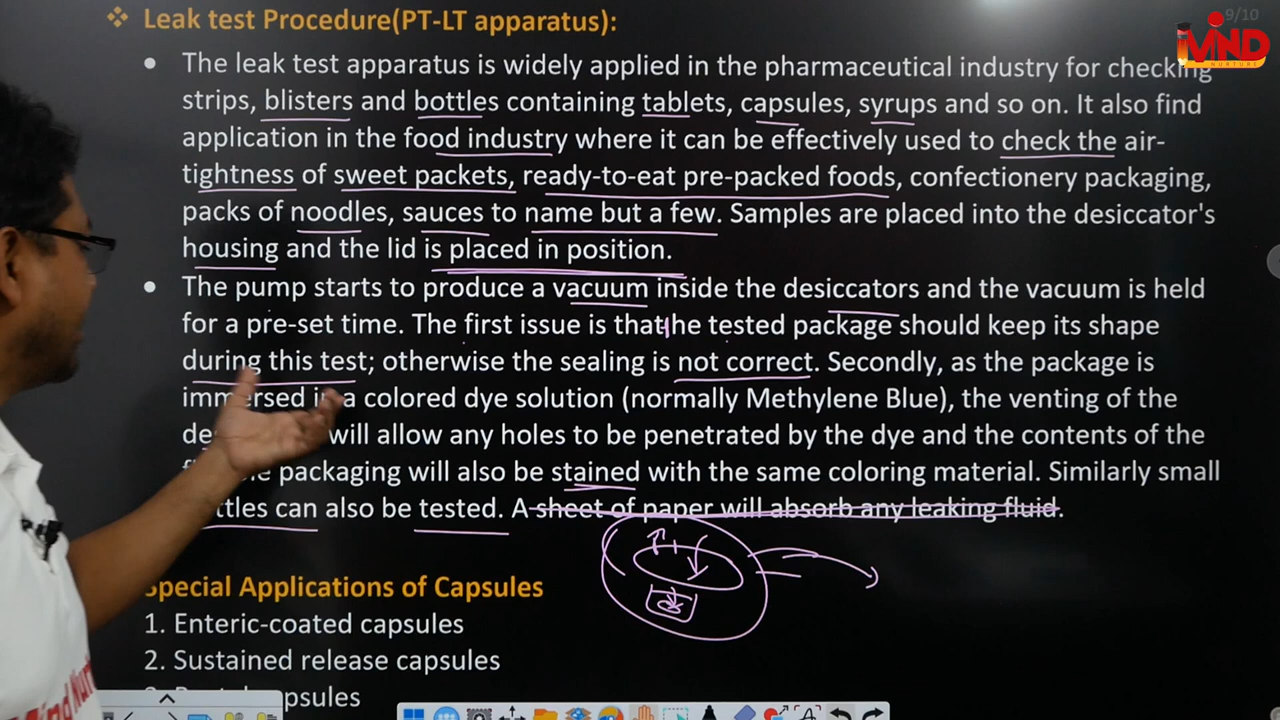 9/10
MIND
NURTURE
❖ Leak test Procedure(PT-LT apparatus):
• The leak test apparatus is widely applied in the pharmaceutical industry for checking
strips, blisters and bottles containing tablets, capsules, syrups and so on. It also find
application in the food industry where it can be effectively used to check the air-
tightness of sweet packets, ready-to-eat pre-packed foods, confectionery packaging,
packs of noodles, sauces to name but a few. Samples are placed into the desiccator's
housing and the lid is placed in position.
• The pump starts to produce a vacuum inside the desiccators and the vacuum is held
for a pre-set time. The first issue is that the tested package should keep its shape
during this test; otherwise the sealing is not correct. Secondly, as the package is
immersed in a colored dye solution (normally Methylene Blue), the venting of the
will allow any holes to be penetrated by the dye and the contents of the
packaging will also be stained with the same coloring material. Similarly small
can also be tested. A sheet of paper will absorb any leaking fluid.
Special Applications of Capsules
1. Enteric-coated capsules
2. Sustained release capsules